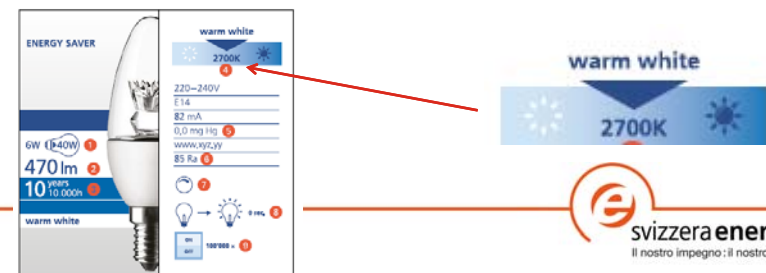 ENERGY SAVER
6W (40W) 1
470 lm 2
10 years 10 000h 3
warm white
warm white
2700K
4
220–240V
E14
82 mA
0,0 mg Hg 5
www,xyz,yy
85 Ra 6
7
0 sec, 8
ON
OFF
100'000 x 9
warm white
2700K
svizzera ener
Il nostro impegno: il nostro